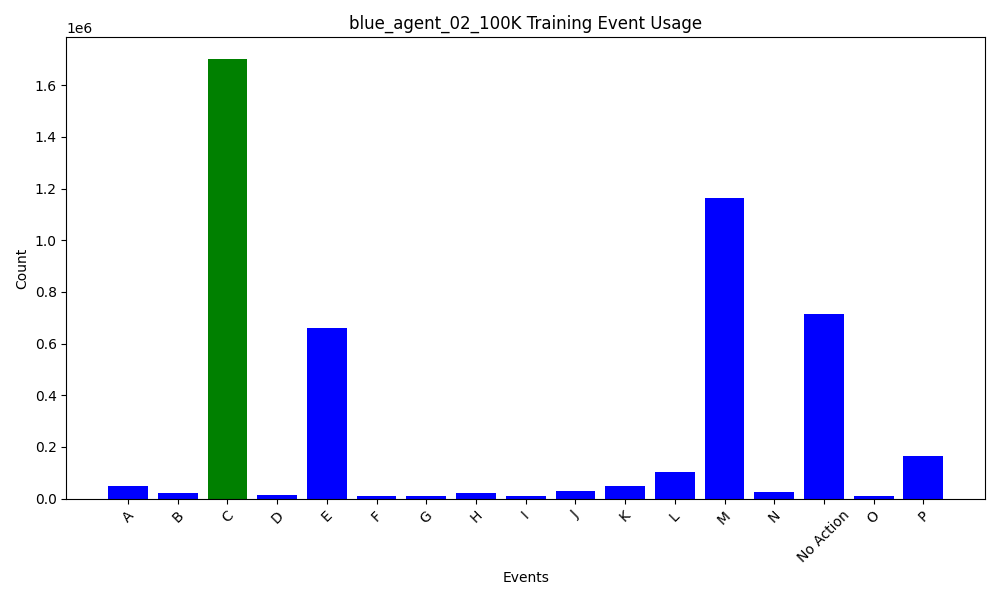 blue_agent_02_100K Training Event Usage
1e6
1.6
1.4
1.2
1.0
0.8
0.6
0.4
0.2
0.0
Count
A B C D E F G H I J K L M N No Action O P
Events